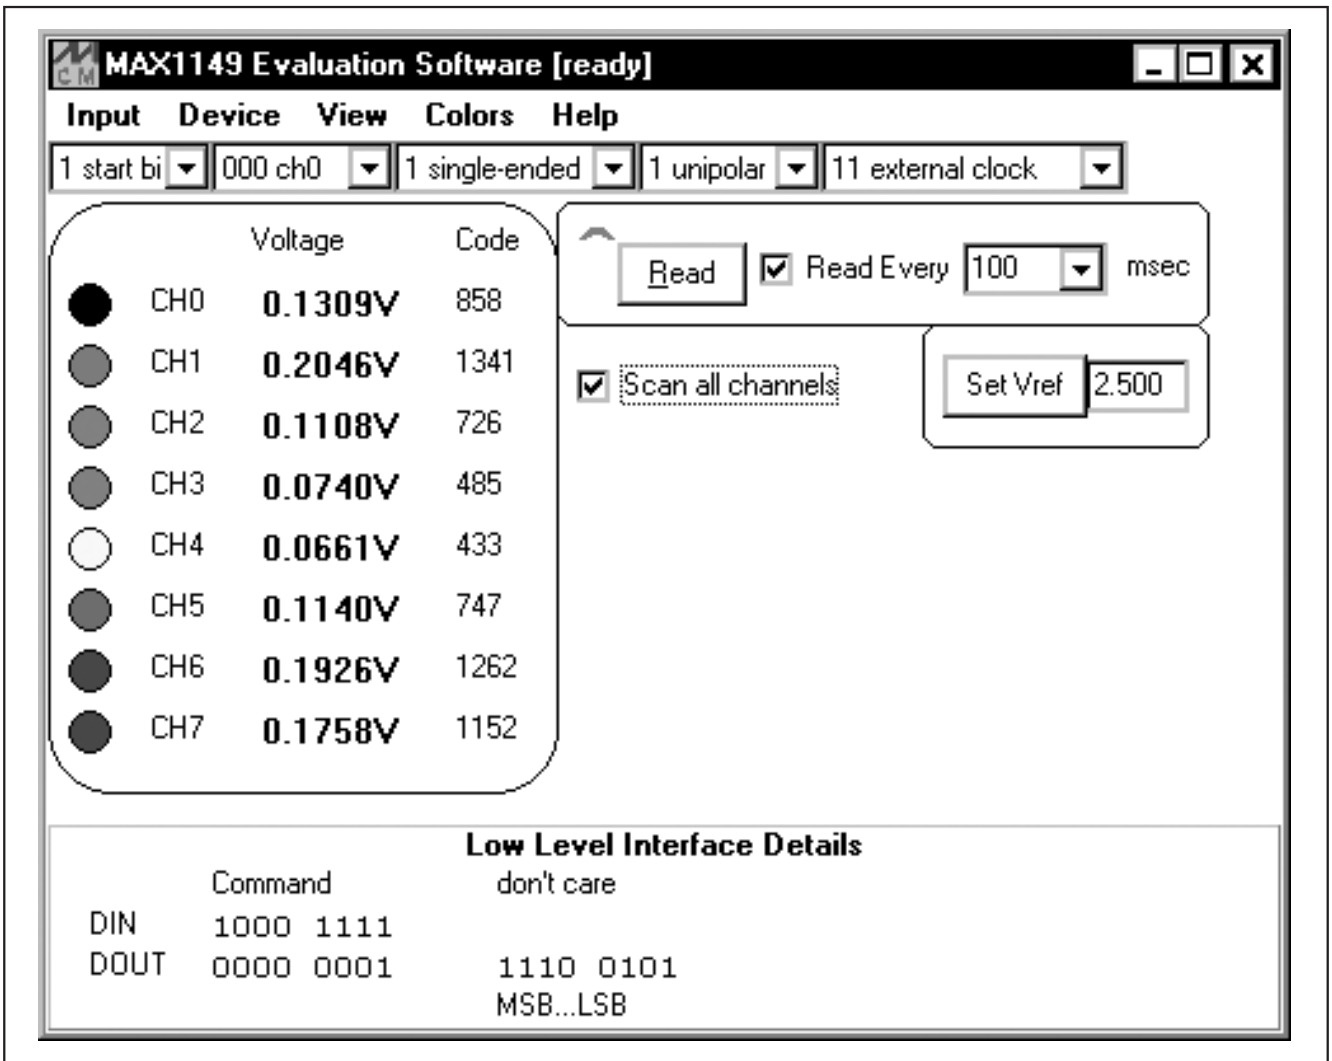 CM MAX1149 Evaluation Software [ready]
Input Device View Colors Help
1 start bi 000 ch0 1 single-ended 1 unipolar 11 external clock
Voltage Code
CH0 0.1309V 858
CH1 0.2046V 1341
CH2 0.1108V 726
CH3 0.0740V 485
CH4 0.0661V 433
CH5 0.1140V 747
CH6 0.1926V 1262
CH7 0.1758V 1152
Read Read Every 100 msec
Scan all channels Set Vref 2.500
Low Level Interface Details
Command don't care
DIN 1000 1111
DOUT 0000 0001 1110 0101
MSB...LSB